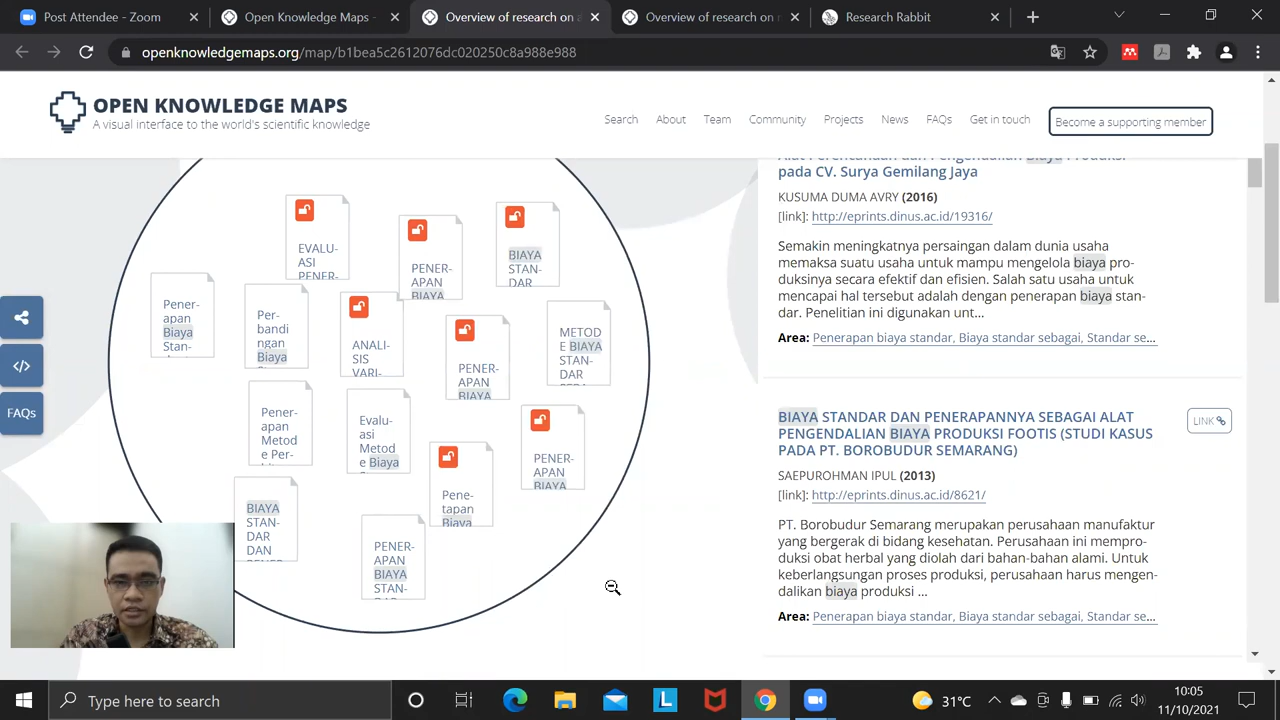 Post Attendee - Zoom
Open Knowledge Maps -
Overview of research on a
Overview of research on n
Research Rabbit
openknowledgemaps.org/map/b1bea5c2612076dc020250c8a988e988
OPEN KNOWLEDGE MAPS
A visual interface to the world's scientific knowledge
Search
About
Team
Community
Projects
News
FAQs
Get in touch
Become a supporting member
FAQs
EVALU-
ASI
PENER-
PENER-
APAN
BIAYA
BIAYA
STAN-
DAR
Pener-
apan
Biaya
Stan-
Per-
bandi
ngan
Biaya
ANALI-
SIS
VARI-
PENER-
APAN
BIAYA
METOD
E BIAYA
STAN-
DAR
Pener-
apan
Metod
e Per-
Evalu-
asi
Metod
e Biaya
PENER-
APAN
BIAYA
Pene-
tapan
Biaya
BIAYA
STAN-
DAR
DAN
PENER-
APAN
BIAYA
STAN-
Alat Perencanaan dan Pengendalian Biaya Produksi
pada CV. Surya Gemilang Jaya
KUSUMA DUMA AVRY (2016)
[link]: http://eprints.dinus.ac.id/19316/
Semakin meningkatnya persaingan dalam dunia usaha
memaksa suatu usaha untuk mampu mengelola biaya pro-
duksinya secara efektif dan efisien. Salah satu usaha untuk
mencapai hal tersebut adalah dengan penerapan biaya stan-
dar. Penelitian ini digunakan unt...
Area: Penerapan biaya standar, Biaya standar sebagai, Standar se...
BIAYA STANDAR DAN PENERAPANNYA SEBAGAI ALAT
PENGENDALIAN BIAYA PRODUKSI FOOTIS (STUDI KASUS
PADA PT. BOROBUDUR SEMARANG)
LINK
SAEPUROHMAN IPUL (2013)
[link]: http://eprints.dinus.ac.id/8621/
PT. Borobudur Semarang merupakan perusahaan manufaktur
yang bergerak di bidang kesehatan. Perusahaan ini mempro-
duksi obat herbal yang diolah dari bahan-bahan alami. Untuk
keberlangsungan proses produksi, perusahaan harus mengen-
dalikan biaya produksi ...
Area: Penerapan biaya standar, Biaya standar sebagai, Standar se...
Type here to search
L
31°C
10:05
11/10/2021